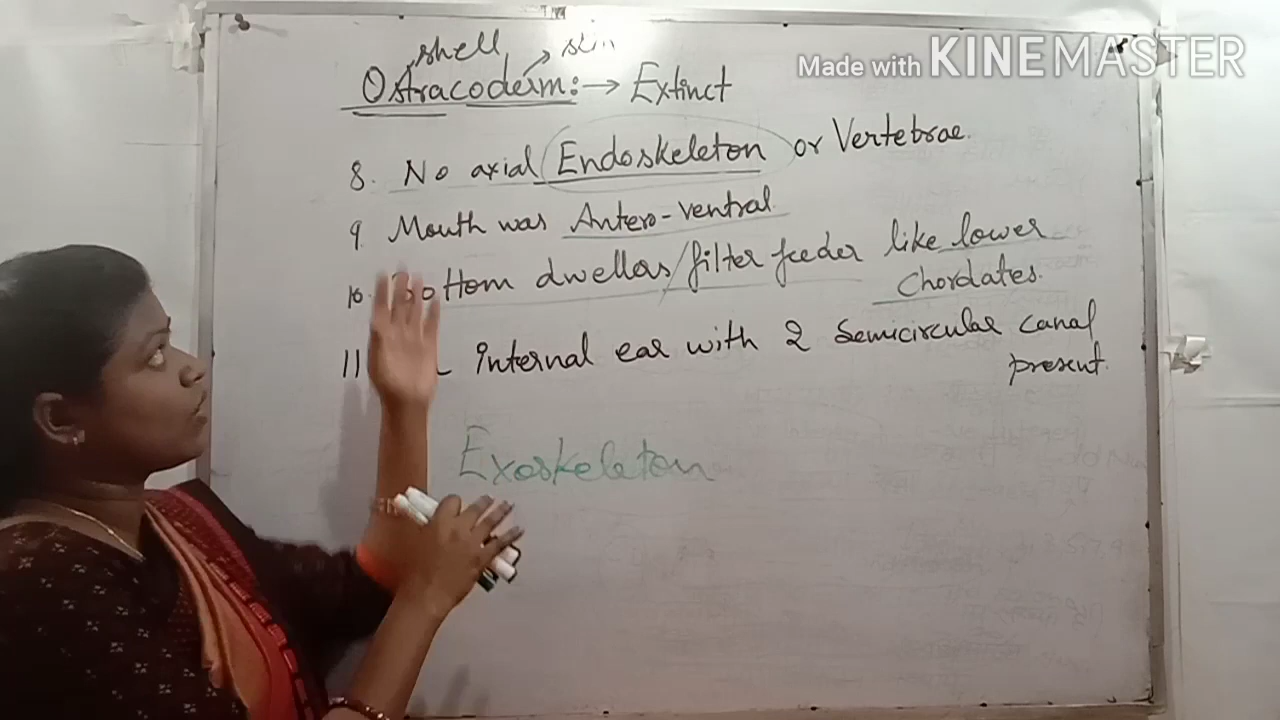 Made with KINEMASTER
shell skin
Ostracoderm:→ Extinct
8. No axial Endoskeleton or Vertebrae.
9. Mouth was Antero-ventral
10. Bottom dwellers/filter feeder like lower
Chordates.
11. internal ear with 2 Semicircular canal
present.
Exoskeleton